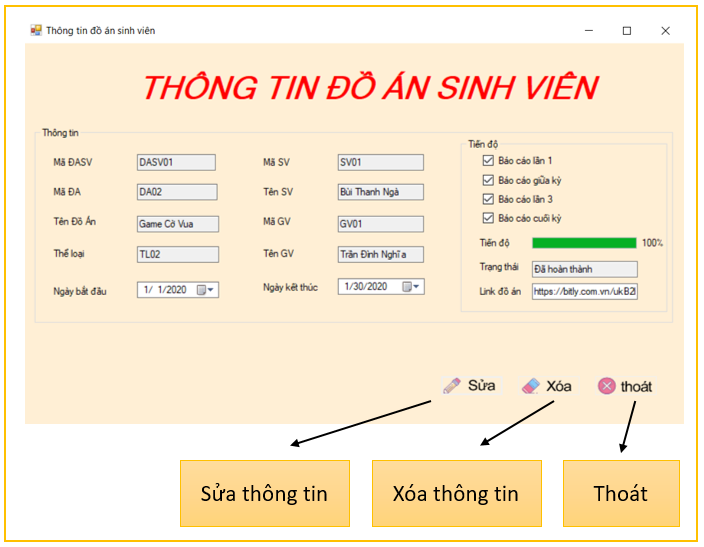 Thông tin đồ án sinh viên
THÔNG TIN ĐỒ ÁN SINH VIÊN
Thông tin
Mã ĐASV DASV01
Mã SV SV01
Mã ĐA DA02
Tên SV Bùi Thanh Ngà
Tên Đồ Án Game Cờ Vua
Mã GV GV01
Thể loại TL02
Tên GV Trần Đình Nghĩa
Ngày bắt đầu 1/ 1/2020
Ngày kết thúc 1/30/2020
Tiến độ
Báo cáo lần 1
Báo cáo giữa kỳ
Báo cáo lần 3
Báo cáo cuối kỳ
Tiến độ 100%
Trạng thái Đã hoàn thành
Link đồ án https://bitly.com.vn/ukB2
Sửa Xóa thoát
Sửa thông tin Xóa thông tin Thoát